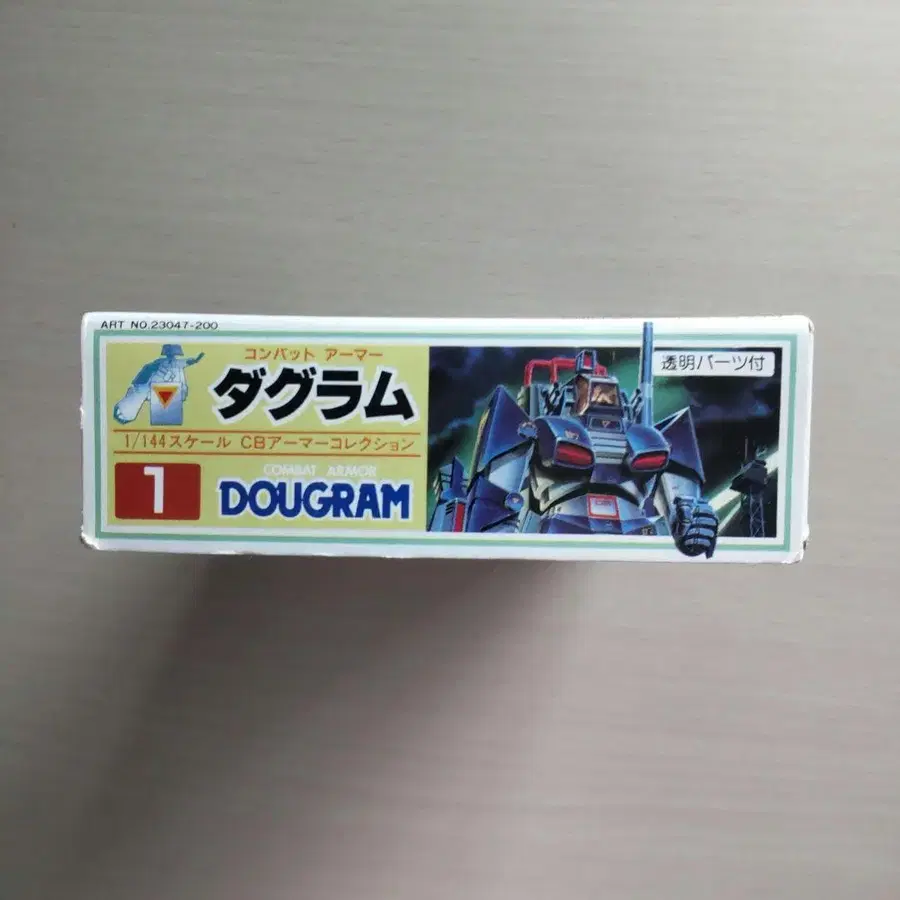 ART NO.23047-200
コンバット アーマー
ダグラム
1/144スケール CBアーマーコレクション
1
COMBAT ARMOR
DOUGRAM
透明パーツ付